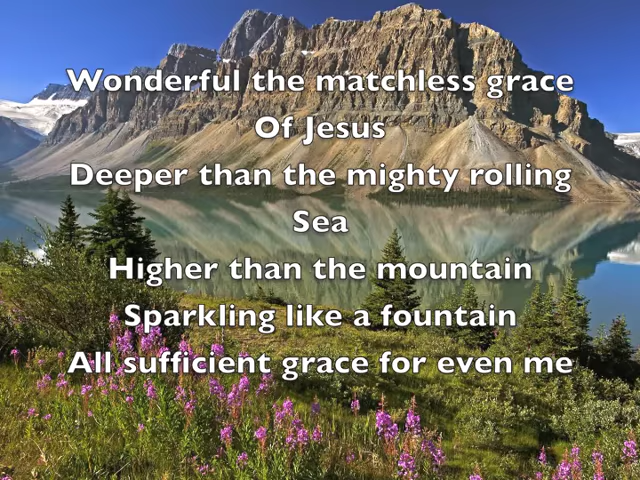 Wonderful the matchless grace
Of Jesus
Deeper than the mighty rolling
Sea
Higher than the mountain
Sparkling like a fountain
All sufficient grace for even me